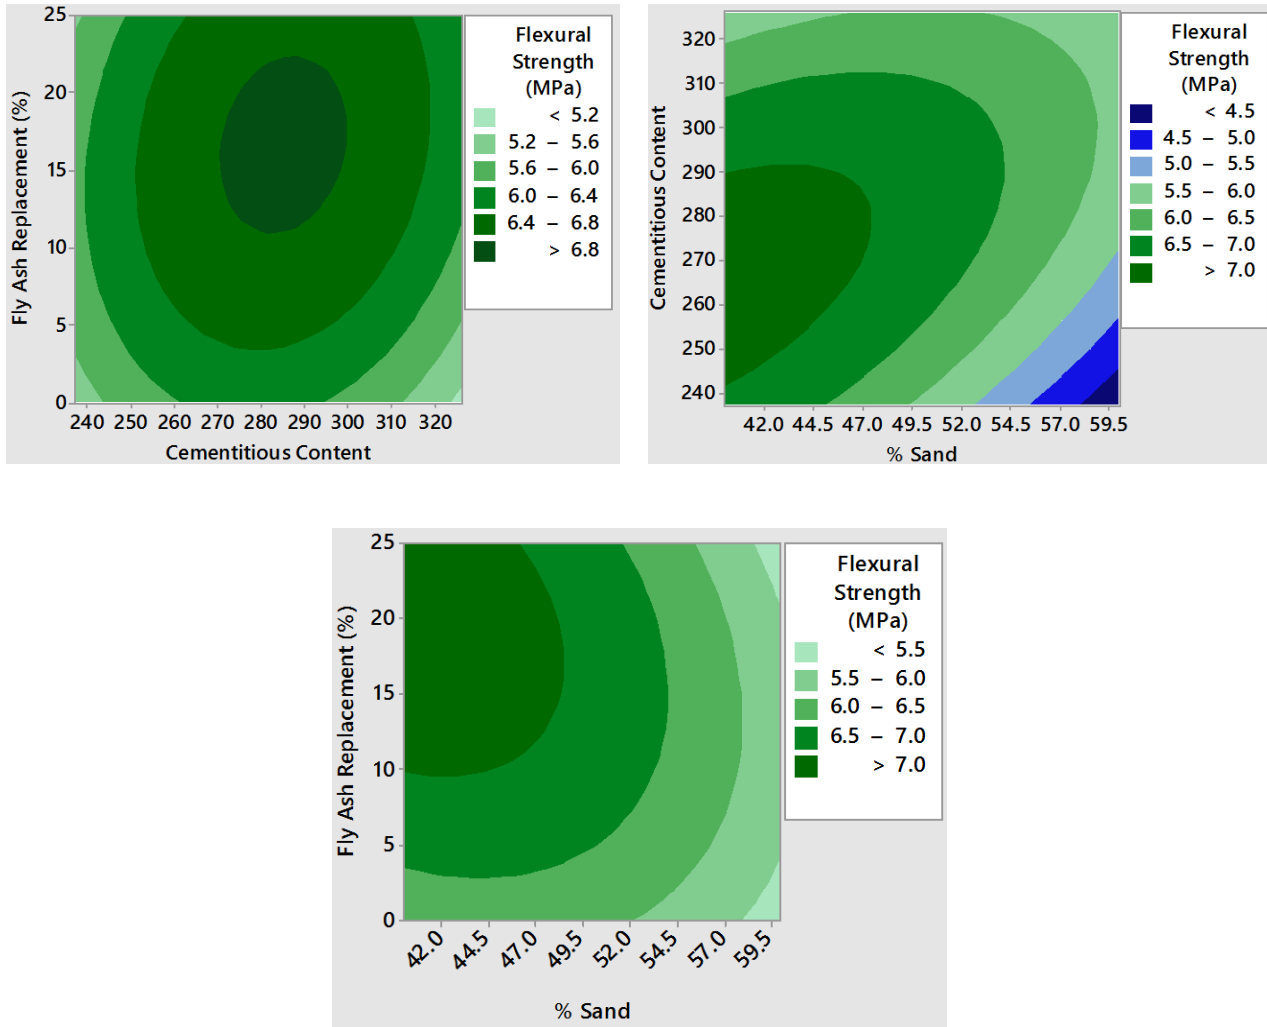 25
20
15
10
5
0
Fly Ash Replacement (%)
240 250 260 270 280 290 300 310 320
Cementitious Content
Flexural
Strength
(MPa)
< 5.2
5.2 – 5.6
5.6 – 6.0
6.0 – 6.4
6.4 – 6.8
> 6.8
320
310
300
290
280
270
260
250
240
Cementitious Content
42.0 44.5 47.0 49.5 52.0 54.5 57.0 59.5
% Sand
Flexural
Strength
(MPa)
< 4.5
4.5 – 5.0
5.0 – 5.5
5.5 – 6.0
6.0 – 6.5
6.5 – 7.0
> 7.0
25
20
15
10
5
0
Fly Ash Replacement (%)
42.0 44.5 47.0 49.5 52.0 54.5 57.0 59.5
% Sand
Flexural
Strength
(MPa)
< 5.5
5.5 – 6.0
6.0 – 6.5
6.5 – 7.0
> 7.0